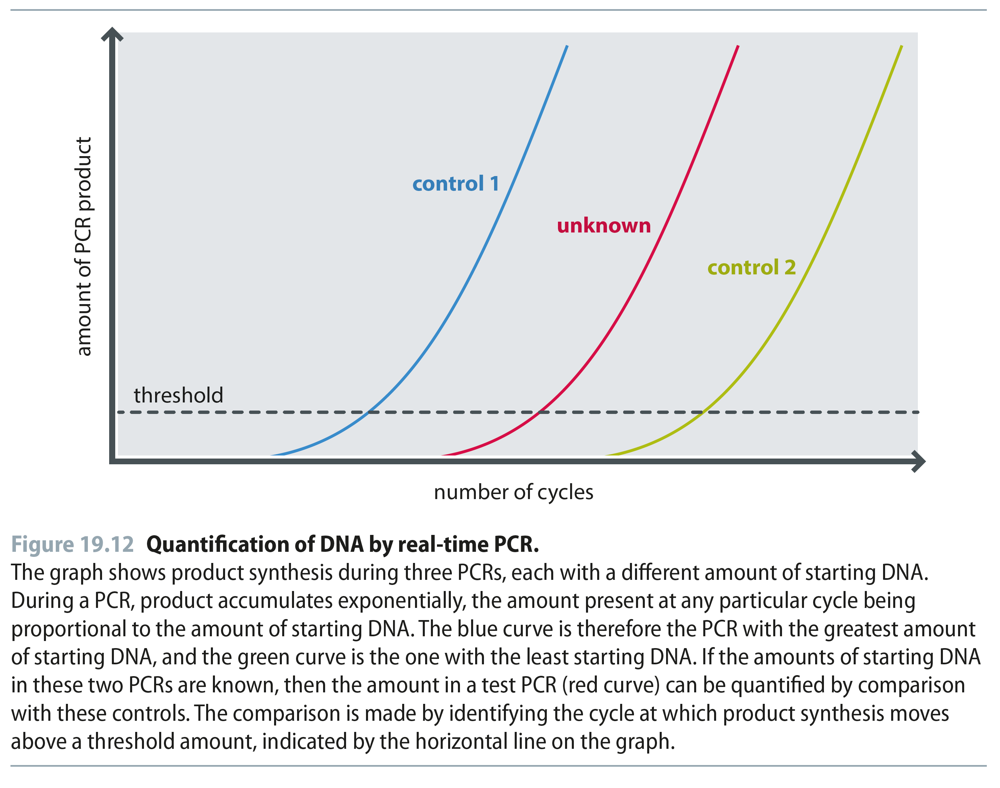 control 1
unknown
control 2
amount of PCR product
threshold
number of cycles
Figure 19.12 Quantification of DNA by real-time PCR.
The graph shows product synthesis during three PCRs, each with a different amount of starting DNA.
During a PCR, product accumulates exponentially, the amount present at any particular cycle being
proportional to the amount of starting DNA. The blue curve is therefore the PCR with the greatest amount
of starting DNA, and the green curve is the one with the least starting DNA. If the amounts of starting DNA
in these two PCRs are known, then the amount in a test PCR (red curve) can be quantified by comparison
with these controls. The comparison is made by identifying the cycle at which product synthesis moves
above a threshold amount, indicated by the horizontal line on the graph.